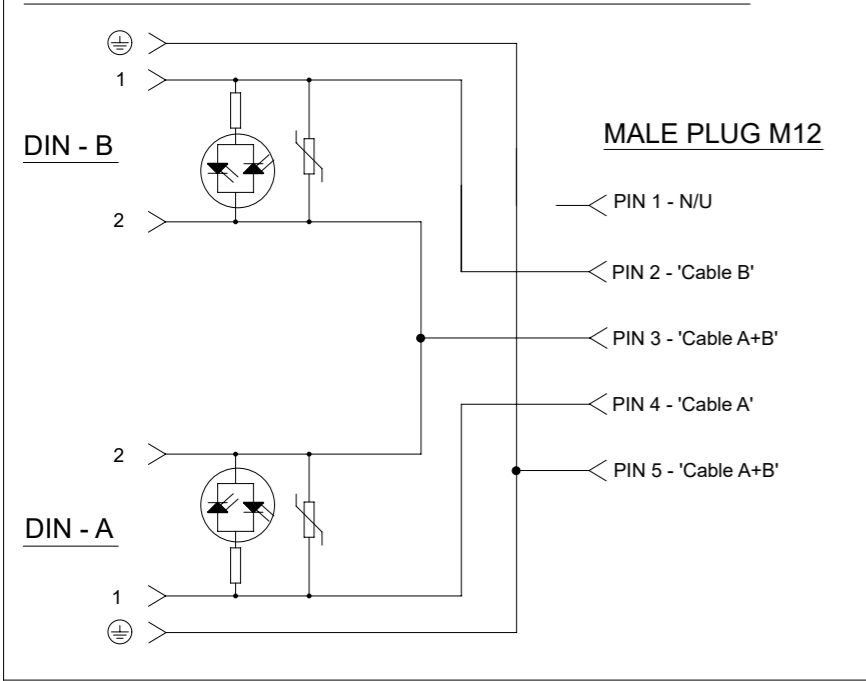 1
DIN - B
2
MALE PLUG M12
PIN 1 - N/U
PIN 2 - 'Cable B'
PIN 3 - 'Cable A+B'
PIN 4 - 'Cable A'
PIN 5 - 'Cable A+B'
2
DIN - A
1